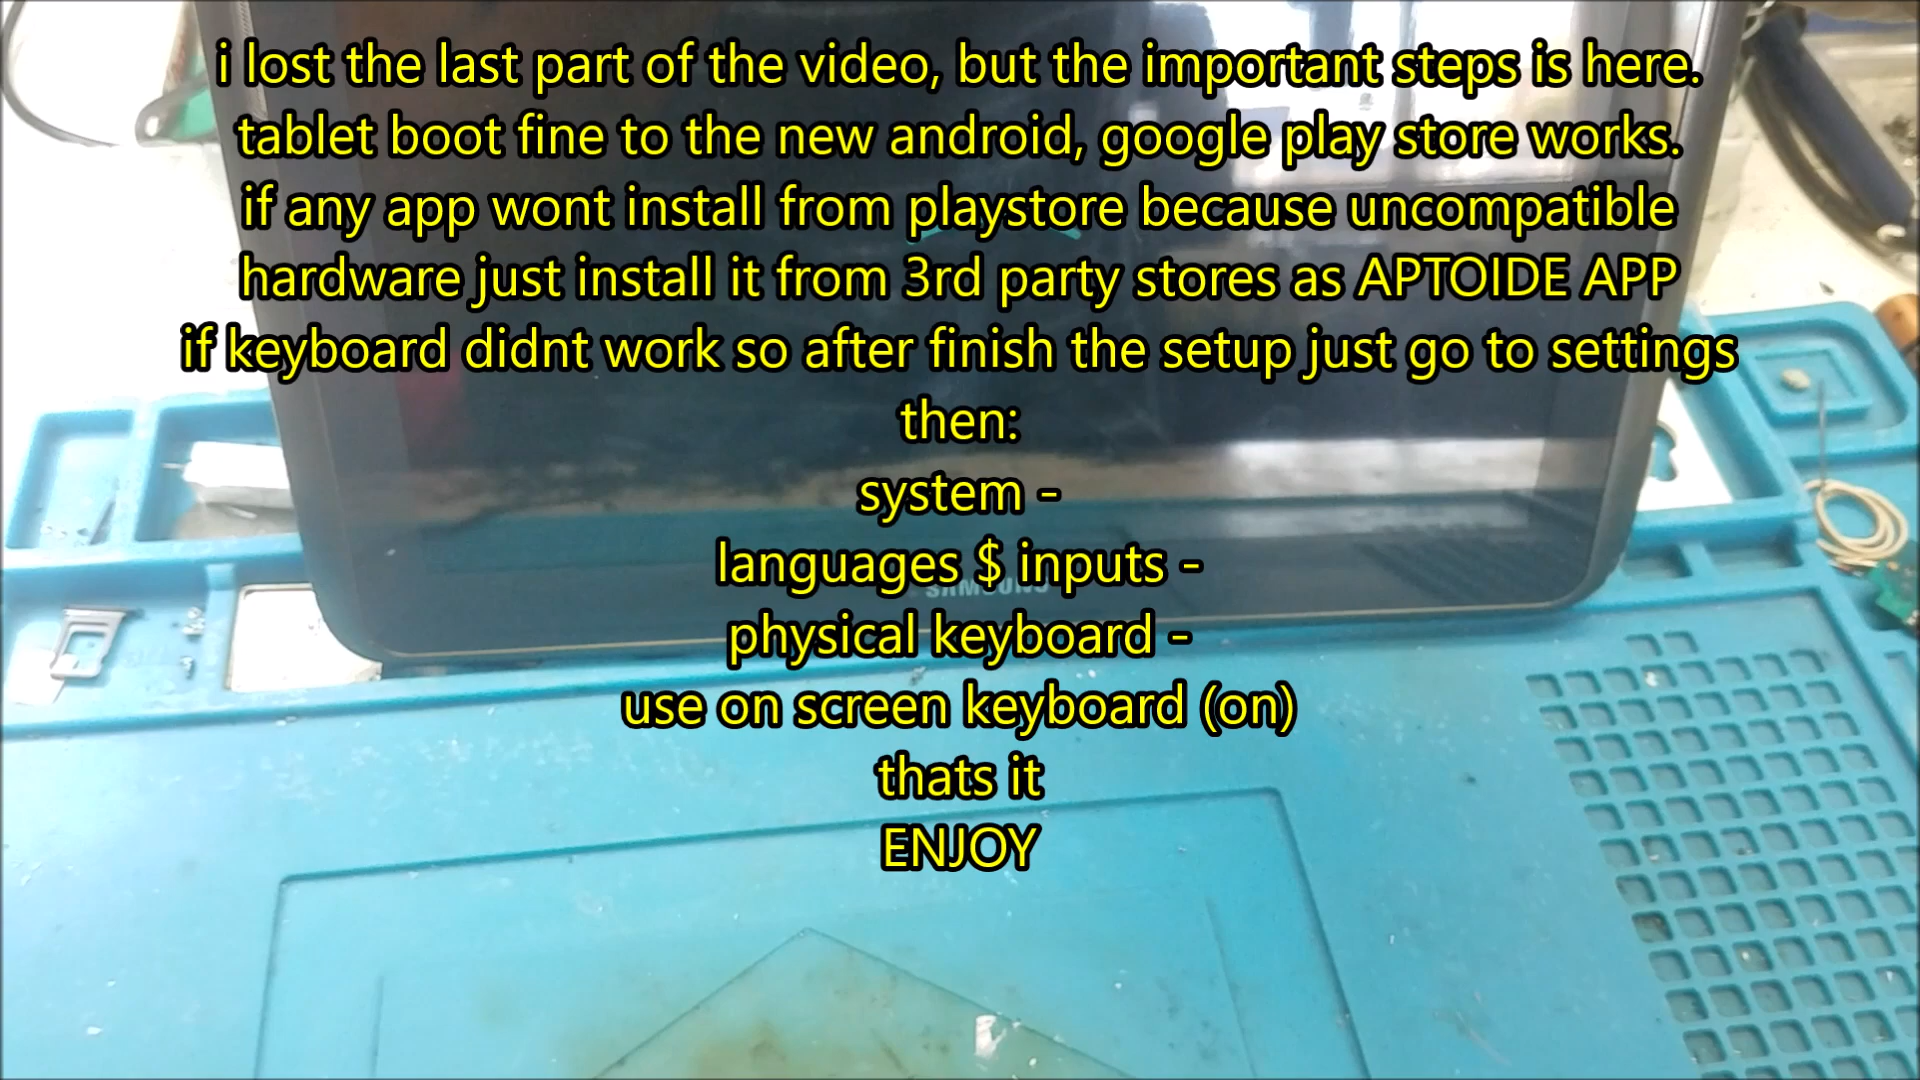 i lost the last part of the video, but the important steps is here.
tablet boot fine to the new android, google play store works.
if any app wont install from playstore because uncompatible
hardware just install it from 3rd party stores as APTOIDE APP
if keyboard didnt work so after finish the setup just go to settings
then:
system -
languages $ inputs -
SAMSUNG
physical keyboard -
use on screen keyboard (on)
thats it
ENJOY